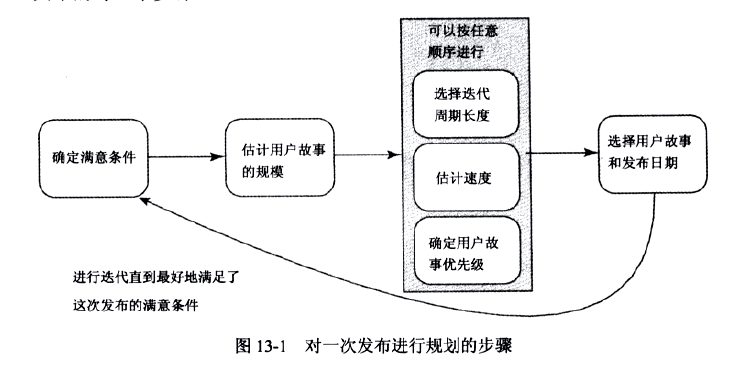 可以按任意
顺序进行
选择迭代
周期长度
确定满意条件
估计用户故事
的规模
估计速度
选择用户故事
和发布日期
确定用户故
事优先级
进行迭代直到最好地满足了
这次发布的满意条件
图 13-1 对一次发布进行规划的步骤